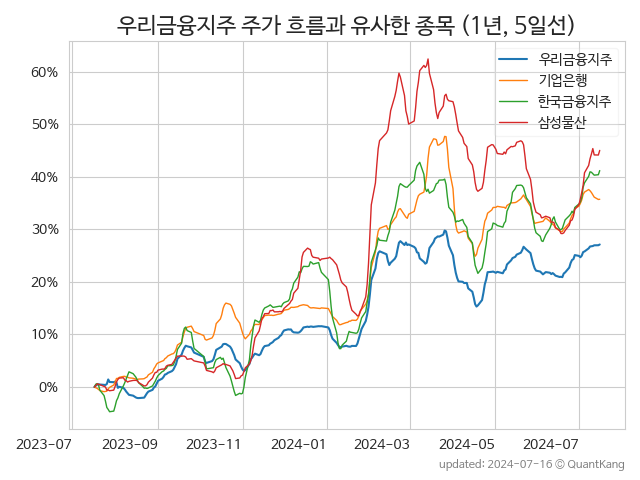 우리금융지주 주가 흐름과 유사한 종목 (1년, 5일선)
우리금융지주
기업은행
한국금융지주
삼성물산
60%
50%
40%
30%
20%
10%
0%
2023-07 2023-09 2023-11 2024-01 2024-03 2024-05 2024-07
updated: 2024-07-16 © QuantKang